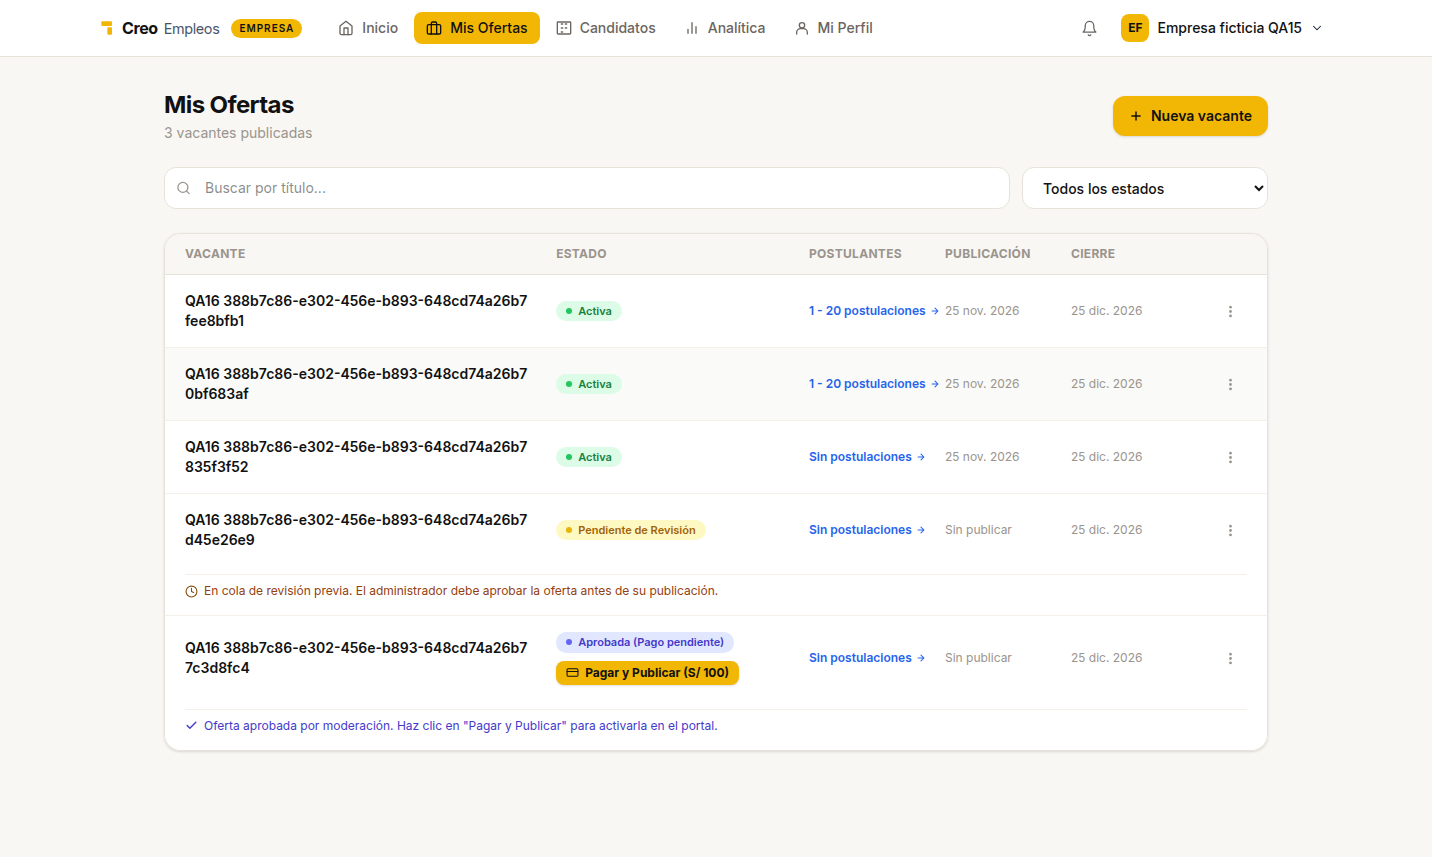 Creo Empleos EMPRESA Inicio Mis Ofertas Candidatos Analítica Mi Perfil EF Empresa ficticia QA15
Mis Ofertas
3 vacantes publicadas
+ Nueva vacante
Buscar por título... Todos los estados
VACANTE ESTADO POSTULANTES PUBLICACIÓN CIERRE
QA16 388b7c86-e302-456e-b893-648cd74a26b7
fee8bfb1
Activa 1 - 20 postulaciones → 25 nov. 2026 25 dic. 2026
QA16 388b7c86-e302-456e-b893-648cd74a26b7
0bf683af
Activa 1 - 20 postulaciones → 25 nov. 2026 25 dic. 2026
QA16 388b7c86-e302-456e-b893-648cd74a26b7
835f3f52
Activa Sin postulaciones → 25 nov. 2026 25 dic. 2026
QA16 388b7c86-e302-456e-b893-648cd74a26b7
d45e26e9
Pendiente de Revisión Sin postulaciones → Sin publicar 25 dic. 2026
En cola de revisión previa. El administrador debe aprobar la oferta antes de su publicación.
QA16 388b7c86-e302-456e-b893-648cd74a26b7
7c3d8fc4
Aprobada (Pago pendiente)
Pagar y Publicar (S/ 100)
Sin postulaciones → Sin publicar 25 dic. 2026
Oferta aprobada por moderación. Haz clic en "Pagar y Publicar" para activarla en el portal.